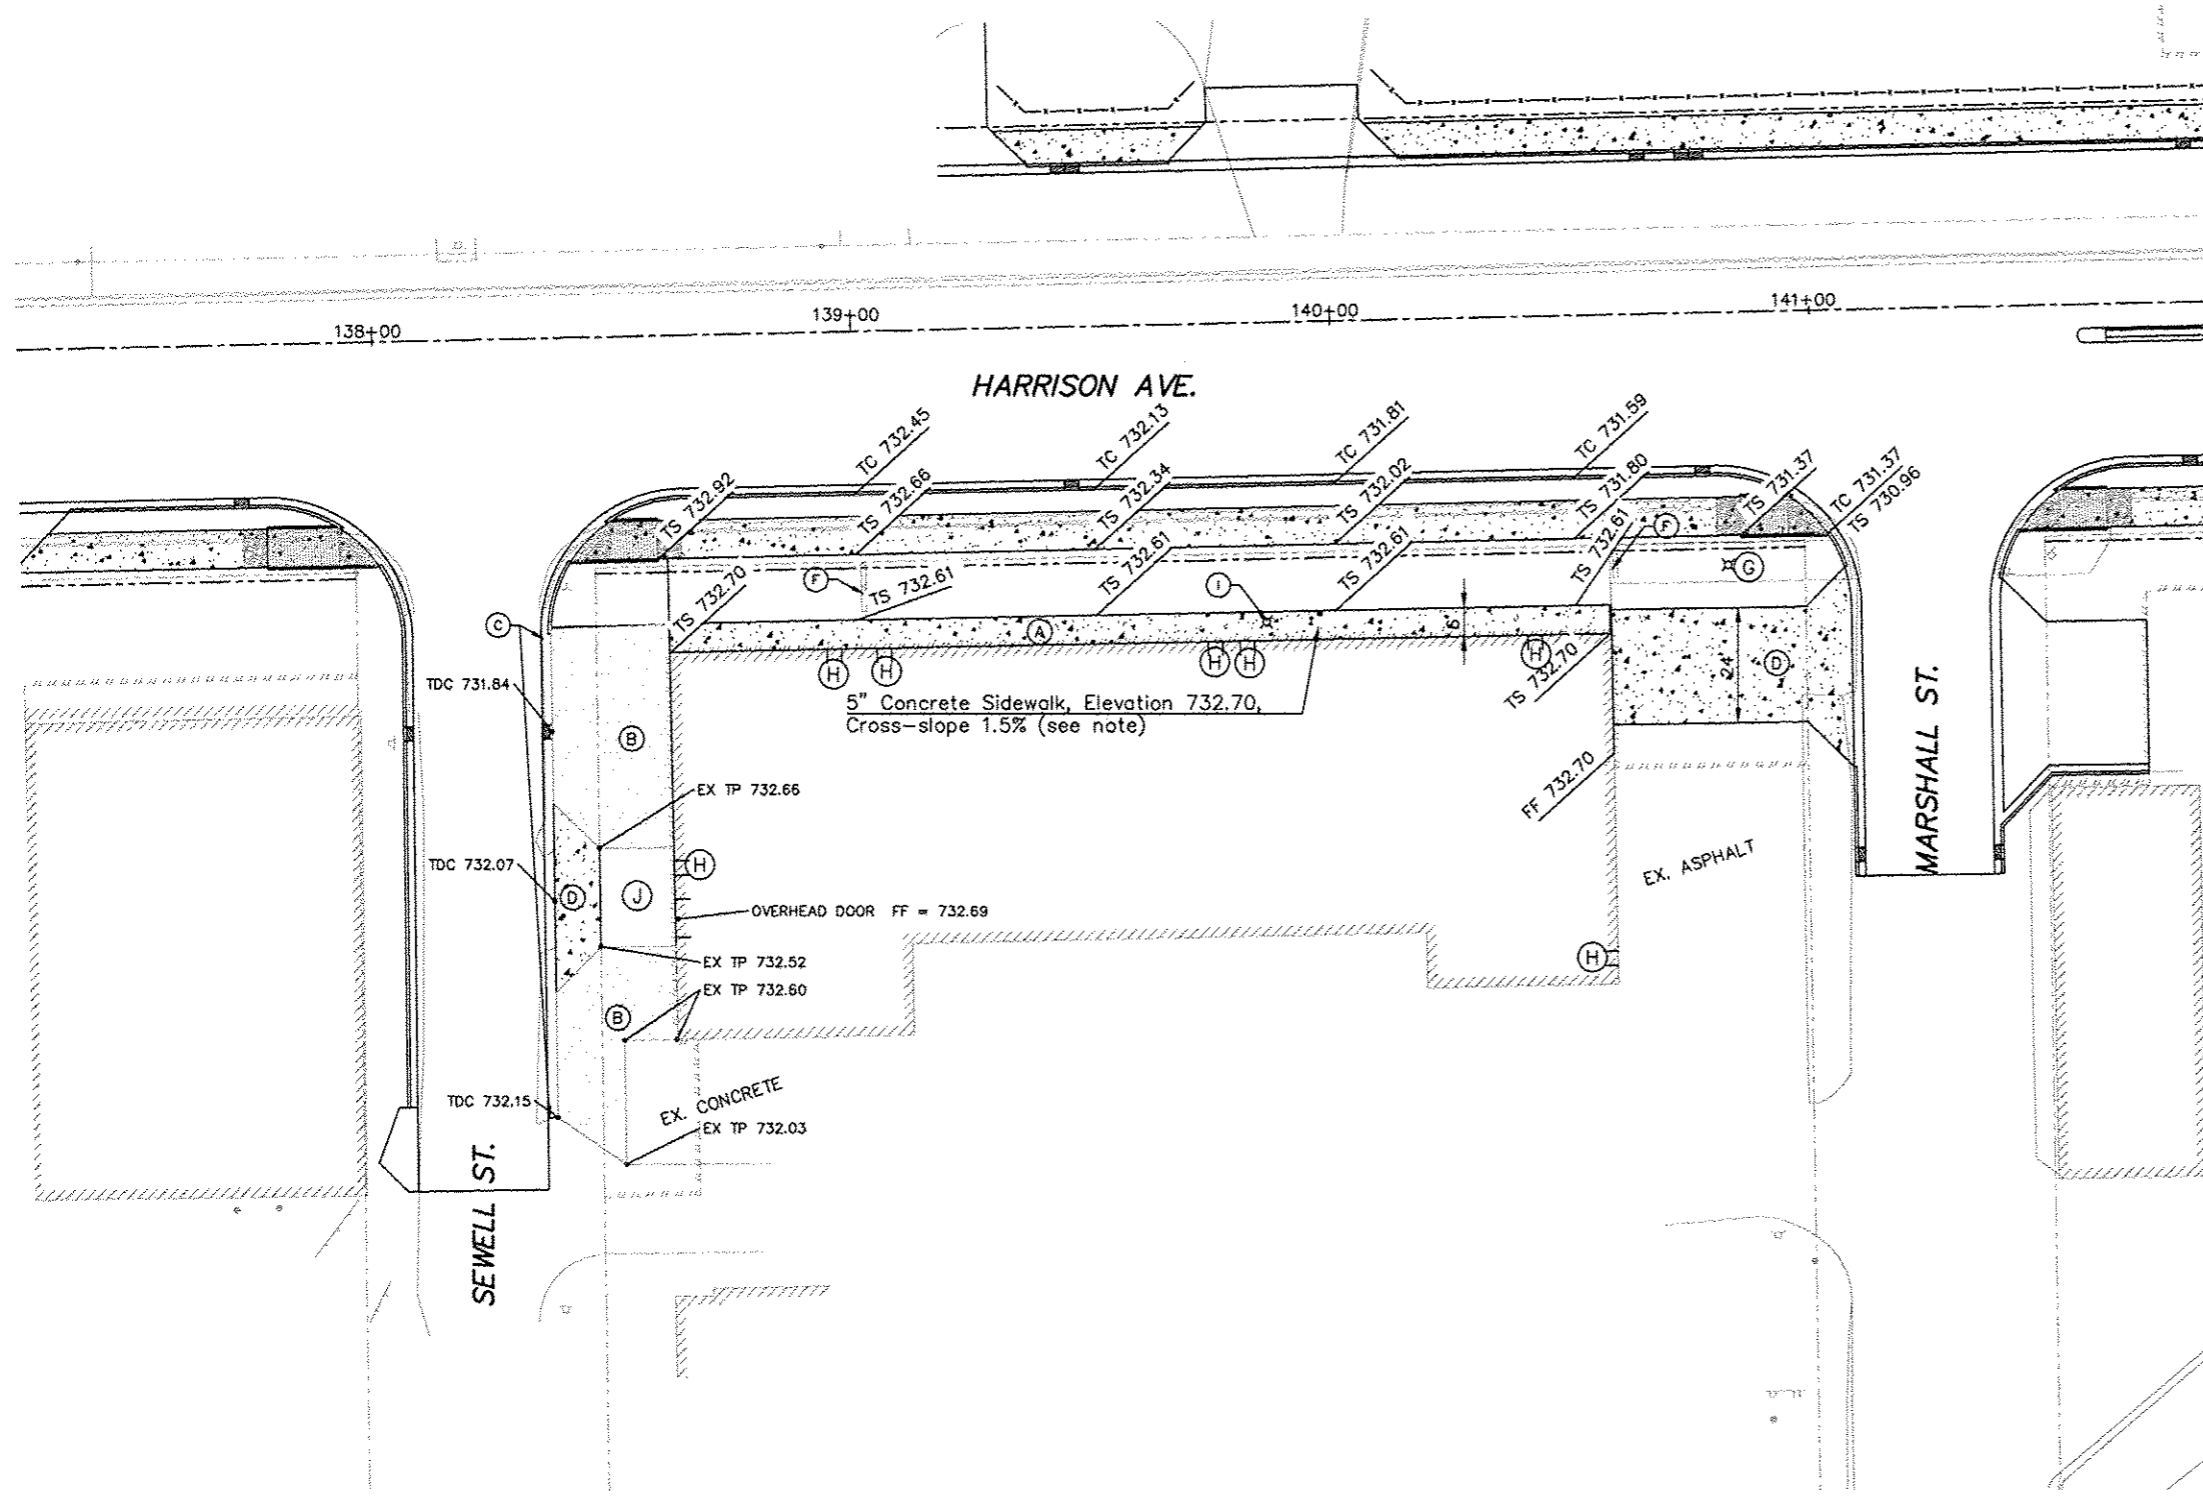 138+00
139+00
140+00
141+00
HARRISON AVE.
TC 732.45
TC 732.13
TC 731.81
TC 731.59
TC 731.37
TS 730.96
TS 732.92
TS 732.66
TS 732.34
TS 732.02
TS 731.80
TS 731.37
TS 732.70
TS 732.61
TS 732.61
TS 732.61
TS 732.61
F
F
G
I
C
A
6
H
H
H
H
H
TS 732.70
D
24
5" Concrete Sidewalk, Elevation 732.70,
Cross-slope 1.5% (see note)
TDC 731.84
B
EX TP 732.66
FF 732.70
MARSHALL ST.
EX. ASPHALT
TDC 732.07
D
J
H
OVERHEAD DOOR FF = 732.69
EX TP 732.52
H
EX TP 732.60
B
TDC 732.15
EX. CONCRETE
EX TP 732.03
SEWELL ST.